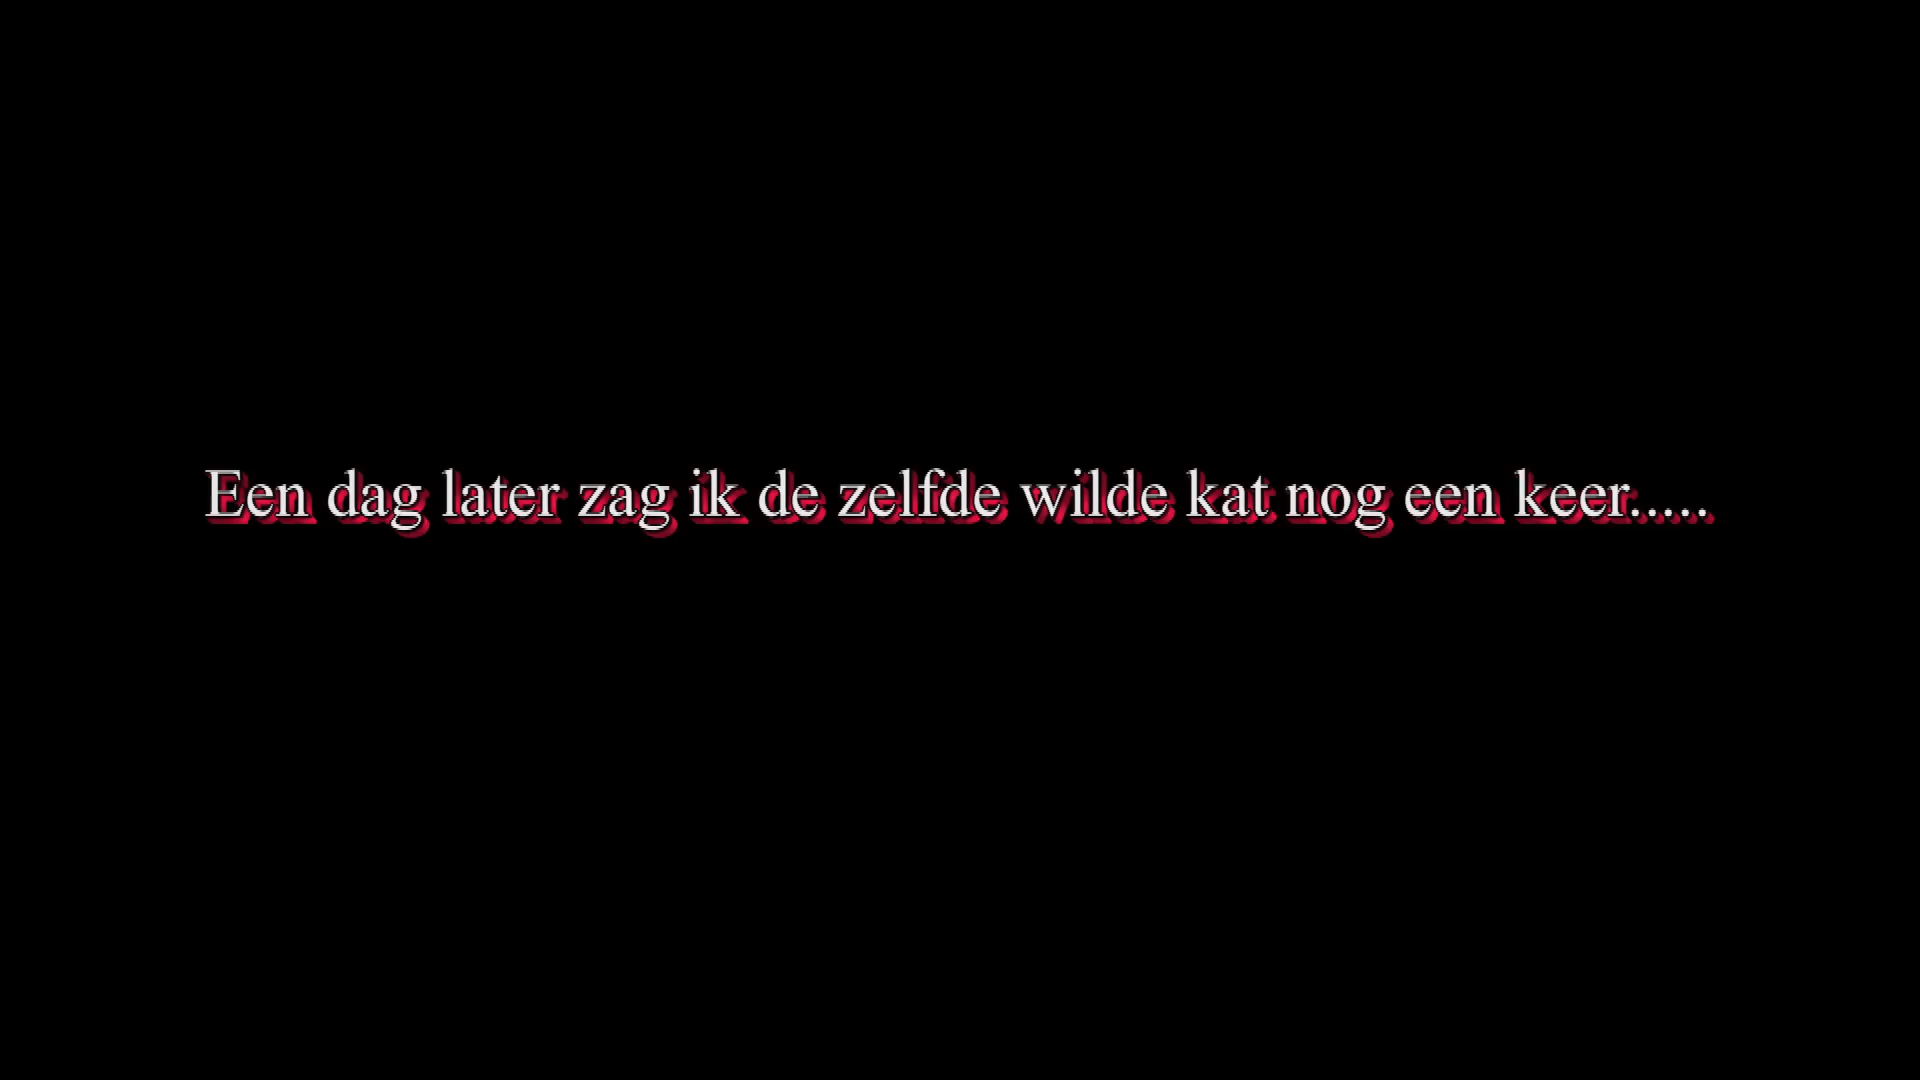 Een dag later zag ik de zelfde wilde kat nog een keer.....